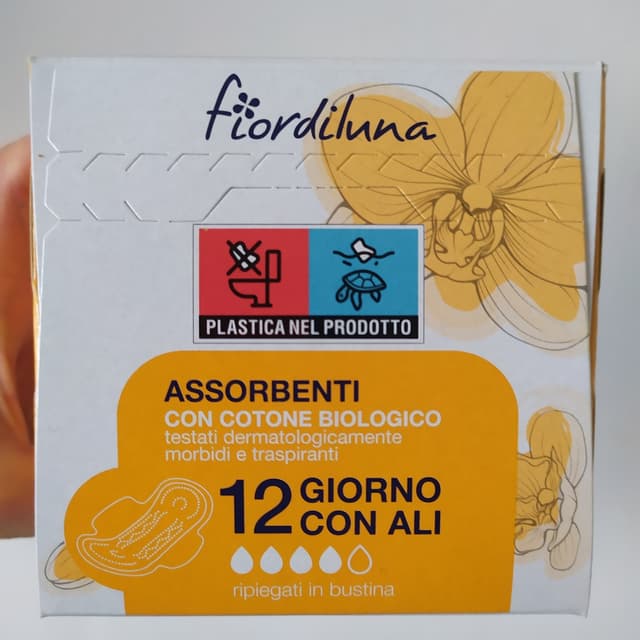 fiordiluna
PLASTICA NEL PRODOTTO
ASSORBENTI
CON COTONE BIOLOGICO
testati dermatologicamente
morbidi e traspiranti
12 GIORNO
CON ALI
ripiegati in bustina